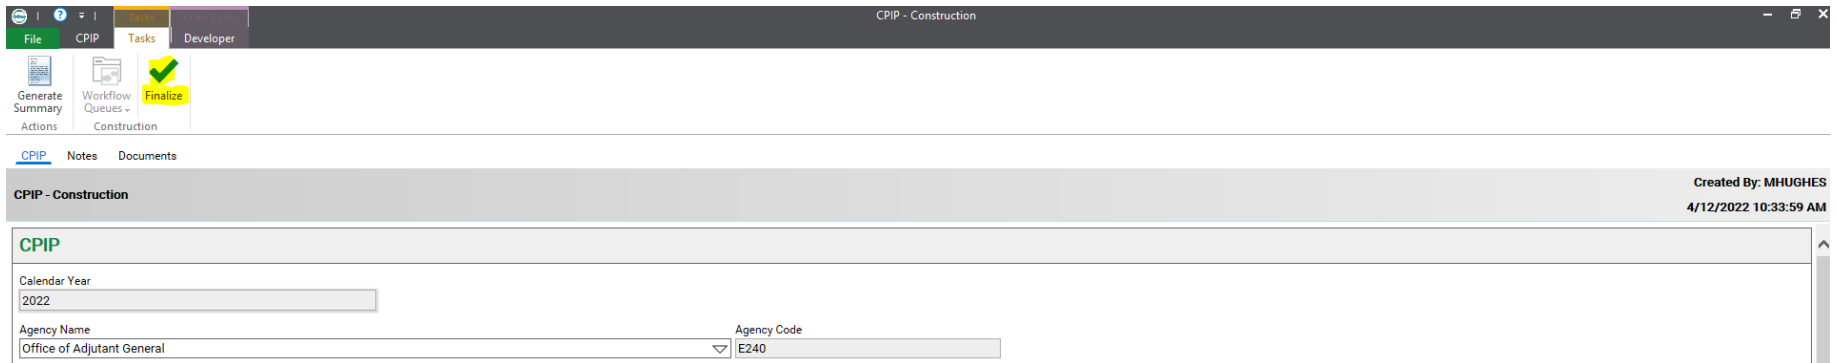 CPIP - Construction
Tasks
File CPIP Tasks Developer
Generate Summary
Workflow Queues
Finalize
Actions Construction
CPIP Notes Documents
CPIP - Construction
Created By: MHUGHES
4/12/2022 10:33:59 AM
CPIP
Calendar Year
2022
Agency Name Agency Code
Office of Adjutant General E240